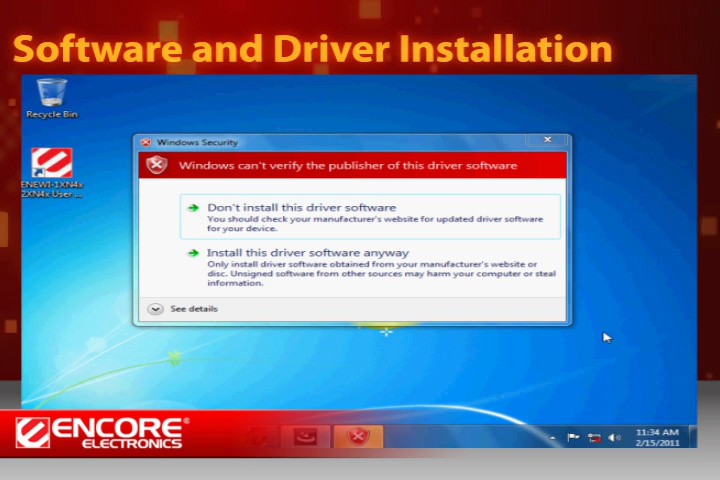 Software and Driver Installation
Recycle Bin
ENEWI-1XN4x
2XN4x User ...
Windows Security
Windows can't verify the publisher of this driver software
Don't install this driver software
You should check your manufacturer's website for updated driver software
for your device.
Install this driver software anyway
Only install driver software obtained from your manufacturer's website or
disc. Unsigned software from other sources may harm your computer or steal
information.
See details
ENCORE®
ELECTRONICS
11:34 AM
2/15/2011